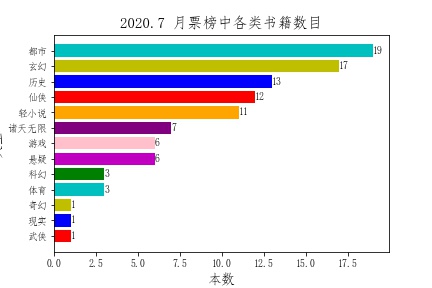 2020.7 月票榜中各类书籍数目
都市 19
玄幻 17
历史 13
仙侠 12
轻小说 11
诸天无限 7
游戏 6
悬疑 6
科幻 3
体育 3
奇幻 1
现实 1
武侠 1
0.0 2.5 5.0 7.5 10.0 12.5 15.0 17.5
本数